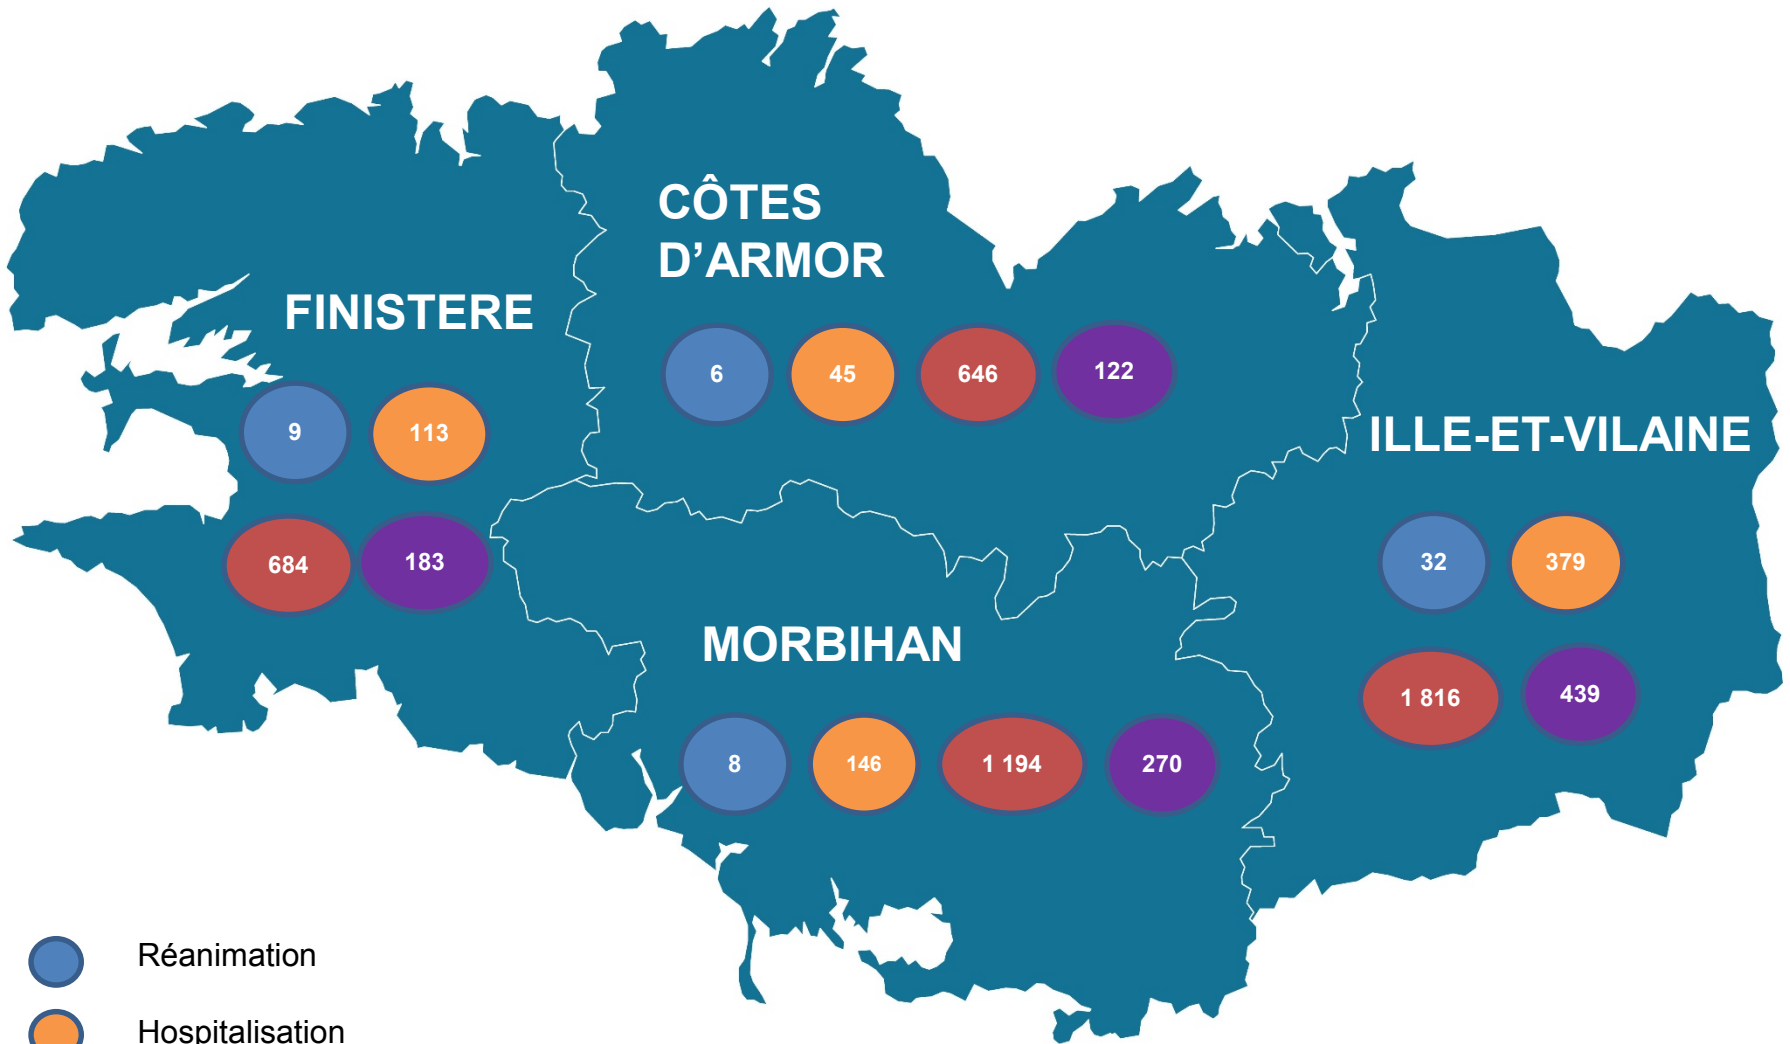 CÔTES
D'ARMOR
6 45 646 122
FINISTERE
9 113
684 183
ILLE-ET-VILAINE
32 379
1 816 439
MORBIHAN
8 146 1 194 270
Réanimation
Hospitalisation